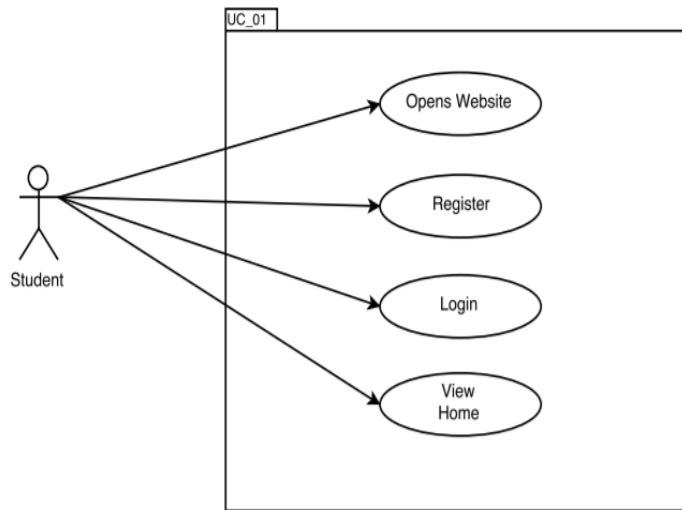 UC_01
Opens Website
Register
Student
Login
View
Home